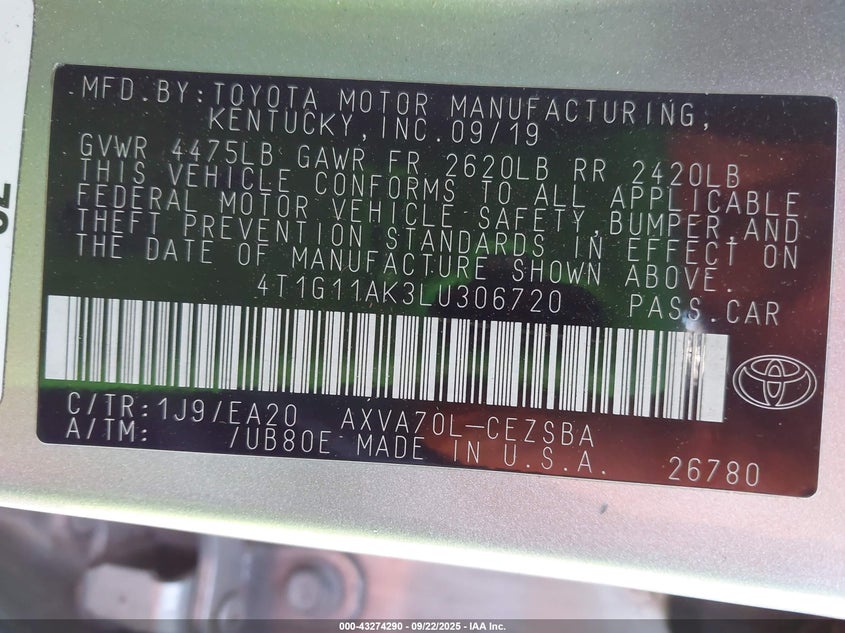 MFD.BY:TOYOTA MOTOR MANUFACTURING,
KENTUCKY, INC.09/19
GVWR 4475LB GAWR FR 2620LB RR 2420LB
THIS VEHICLE CONFORMS TO ALL APPLICABLE
FEDERAL MOTOR VEHICLE SAFETY,BUMPER,AND
THEFT PREVENTION STANDARDS IN EFFECT ON
THE DATE OF MANUFACTURE SHOWN ABOVE.
4T1G11AK3LU306720 PASS.CAR
C/TR:1J9/EA20 AXVA70L-CEZSBA
A/TM: /UB80E MADE IN U.S.A. 26780
000-43274290 - 09/22/2025 - IAA Inc.